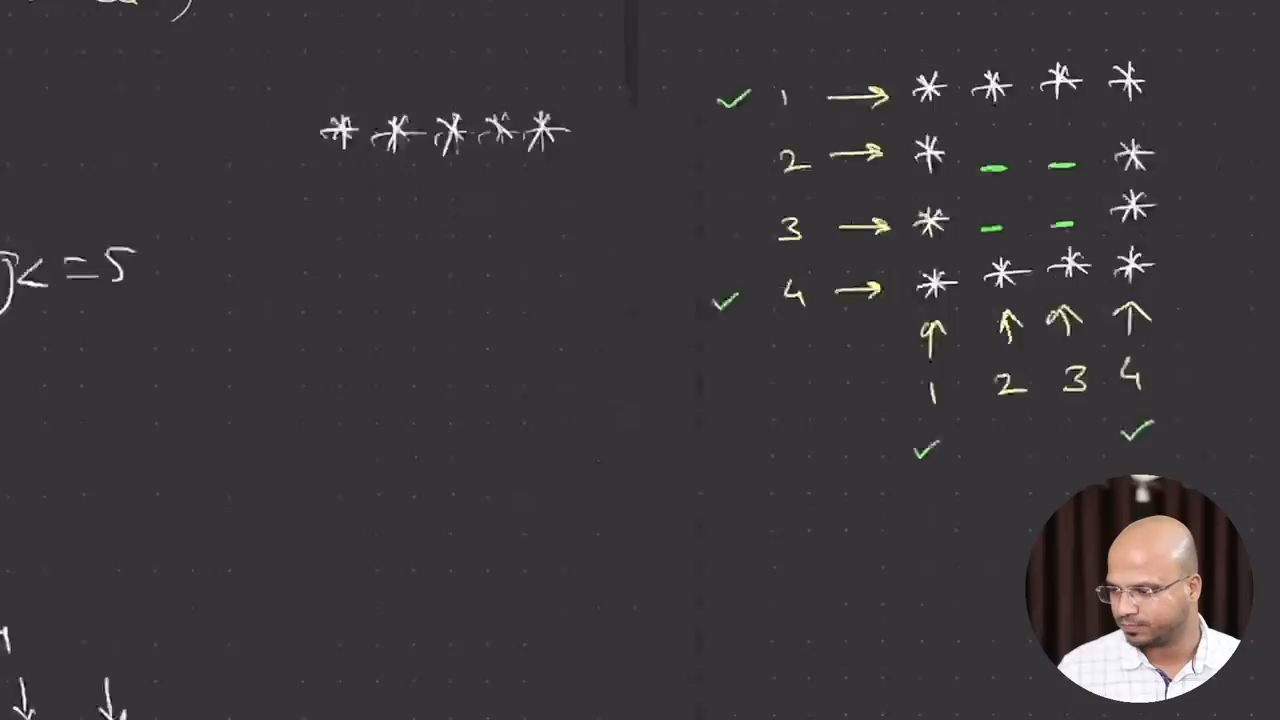 * * * * *
j<=5
✓ 1 → * * * *
2 → * - - *
3 → * - - *
✓ 4 → * * * *
↑ ↑ ↑ ↑
1 2 3 4
✓ ✓
↓ ↓